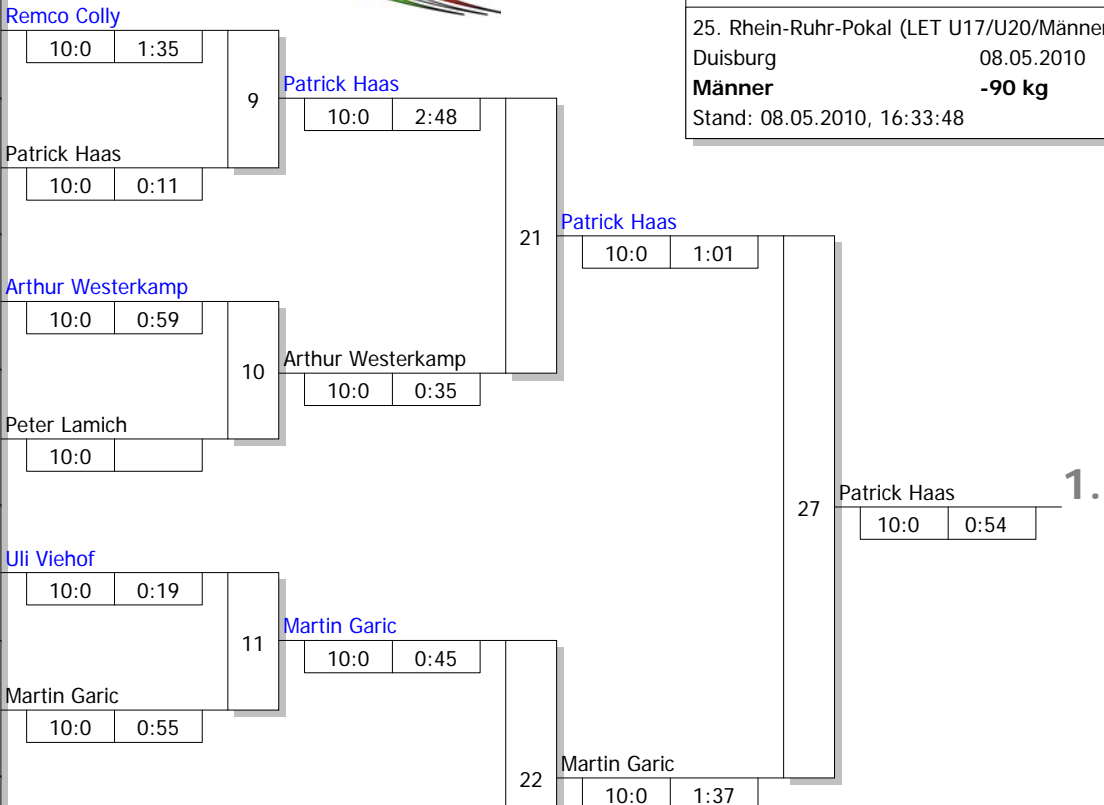 Remco Colly
10:0 1:35
9
Patrick Haas
10:0 0:11
Patrick Haas
10:0 2:48
25. Rhein-Ruhr-Pokal (LET U17/U20/Männer
Duisburg 08.05.2010
Männer -90 kg
Stand: 08.05.2010, 16:33:48
21
Patrick Haas
10:0 1:01
Arthur Westerkamp
10:0 0:59
10
Arthur Westerkamp
10:0 0:35
Peter Lamich
10:0
27
Patrick Haas 1.
10:0 0:54
Uli Viehof
10:0 0:19
11
Martin Garic
10:0 0:45
Martin Garic
10:0 0:55
22
Martin Garic
10:0 1:37